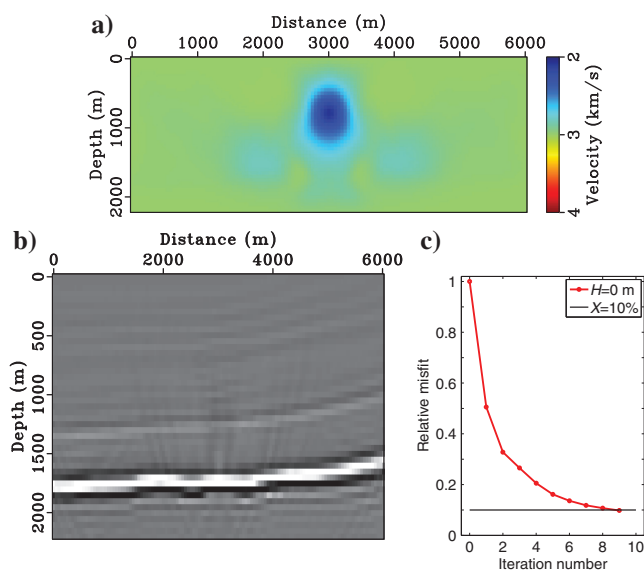 a)
Distance (m)
0 1000 2000 3000 4000 5000 6000
Depth (m)
0
1000
2000
2
3
4
Velocity (km/s)
b)
Distance (m)
0 2000 4000 6000
Depth (m)
0
500
1000
1500
2000
c)
Relative misfit
1
0.8
0.6
0.4
0.2
0
H=0 m
X=10%
0 2 4 6 8 10
Iteration number